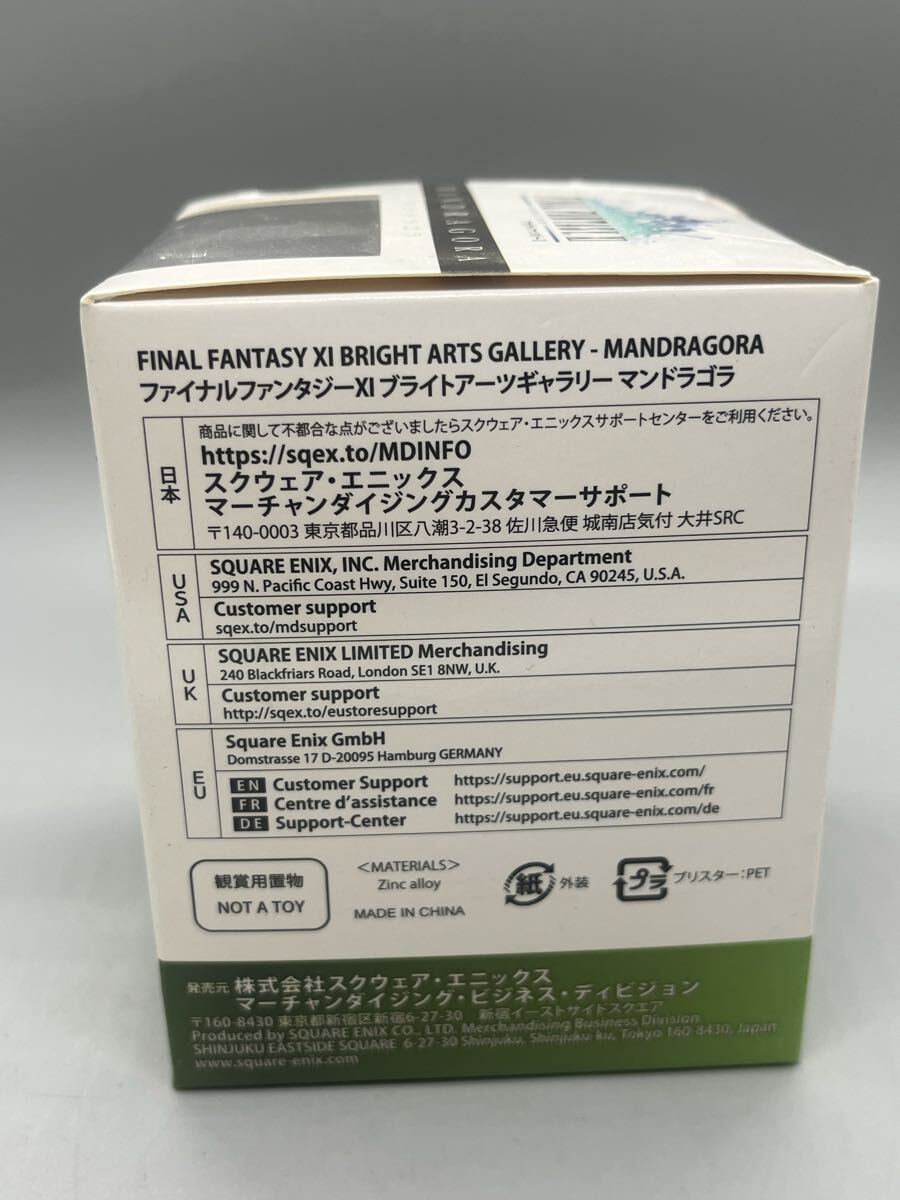 MANDRAGORA
マンドラゴラ
FINAL FANTASY XI BRIGHT ARTS GALLERY - MANDRAGORA
ファイナルファンタジーXI ブライトアーツギャラリー マンドラゴラ
日本
商品に関して不都合な点がございましたらスクウェア・エニックスサポートセンターをご利用ください。
https://sqex.to/MDINFO
スクウェア・エニックス
マーチャンダイジングカスタマーサポート
〒140-0003 東京都品川区八潮3-2-38 佐川急便 城南店気付 大井SRC
USA
SQUARE ENIX, INC. Merchandising Department
999 N. Pacific Coast Hwy, Suite 150, El Segundo, CA 90245, U.S.A.
Customer support
sqex.to/mdsupport
UK
SQUARE ENIX LIMITED Merchandising
240 Blackfriars Road, London SE1 8NW, U.K.
Customer support
http://sqex.to/eustoresupport
EU
Square Enix GmbH
Domstrasse 17 D-20095 Hamburg GERMANY
EN Customer Support https://support.eu.square-enix.com/
FR Centre d'assistance https://support.eu.square-enix.com/fr
DE Support-Center https://support.eu.square-enix.com/de
観賞用置物
NOT A TOY
<MATERIALS>
Zinc alloy
MADE IN CHINA
紙 外装
プラ ブリスター:PET
発売元 株式会社スクウェア・エニックス
マーチャンダイジング・ビジネス・ディビジョン
〒160-8430 東京都新宿区新宿6-27-30 新宿イーストサイドスクエア
Produced by SQUARE ENIX CO., LTD. Merchandising Business Division
SHINJUKU EASTSIDE SQUARE 6-27-30 Shinjuku, Shinjuku-ku, Tokyo 160-8430, Japan
www.square-enix.com